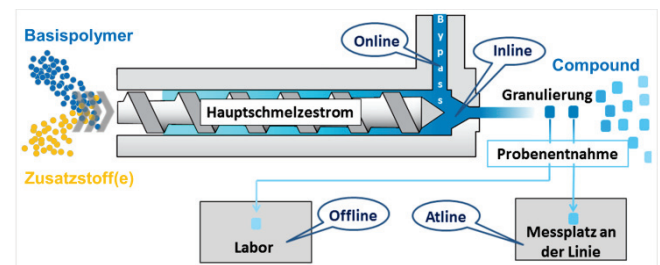 Basispolymer
Online
Bypass
Inline
Compound
Hauptschmelzestrom
Granulierung
Probenentnahme
Zusatzstoff(e)
Offline
Atline
Labor
Messplatz an
der Linie